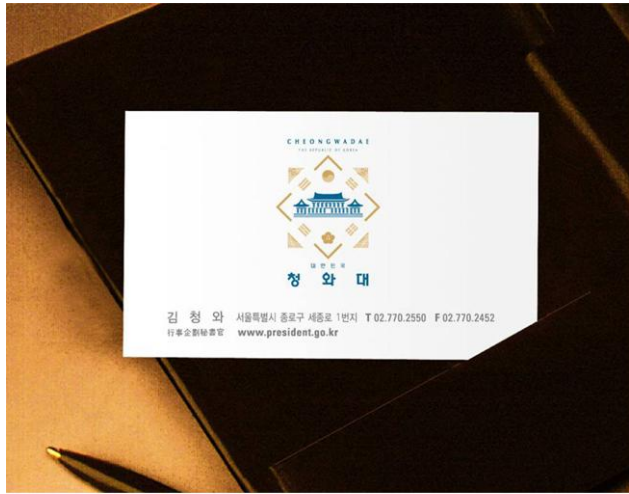 CHEONGWADAE
THE REPUBLIC OF KOREA
대한민국
청와대
김 청 와 서울특별시 종로구 세종로 1번지 T 02.770.2550 F 02.770.2452
行事企劃秘書官 www.president.go.kr